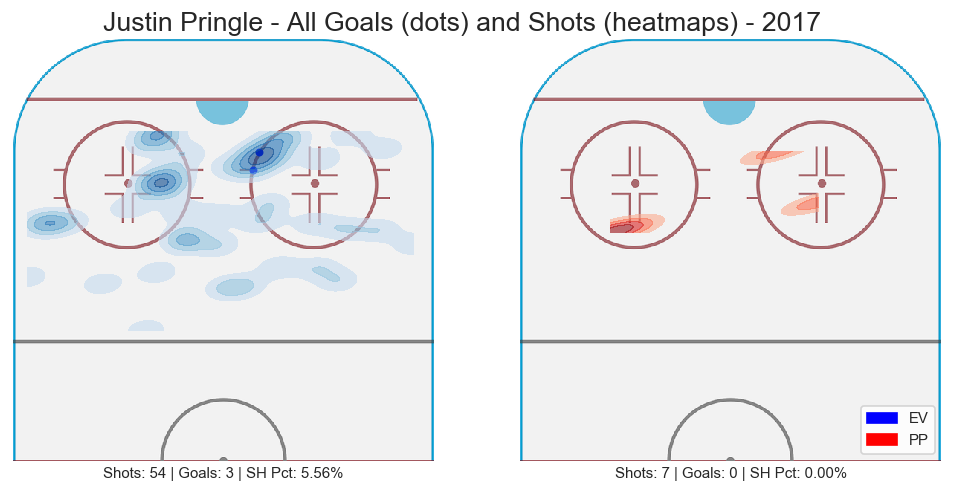 Justin Pringle - All Goals (dots) and Shots (heatmaps) - 2017
EV
PP
Shots: 54 | Goals: 3 | SH Pct: 5.56%
Shots: 7 | Goals: 0 | SH Pct: 0.00%